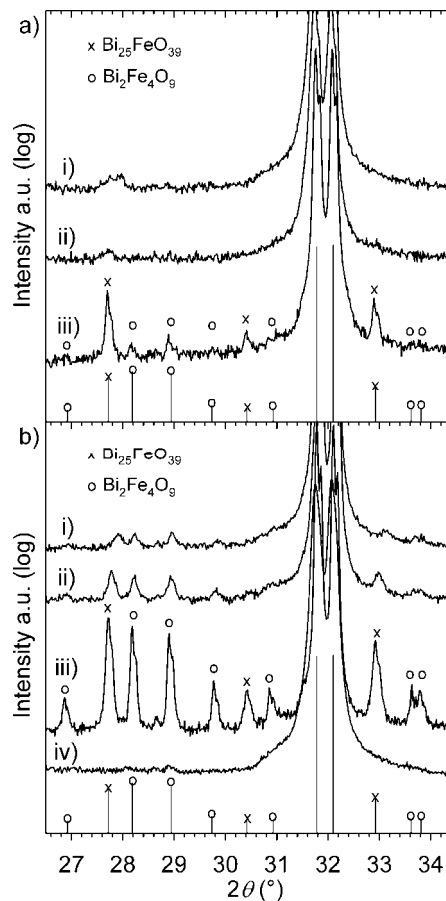 a)
x Bi25FeO39
o Bi2Fe4O9
i)
ii)
iii)
Intensity a.u. (log)
b)
Bi25FeO39
o Bi2Fe4O9
i)
ii)
iii)
iv)
Intensity a.u. (log)
27 28 29 30 31 32 33 34
2θ (°)